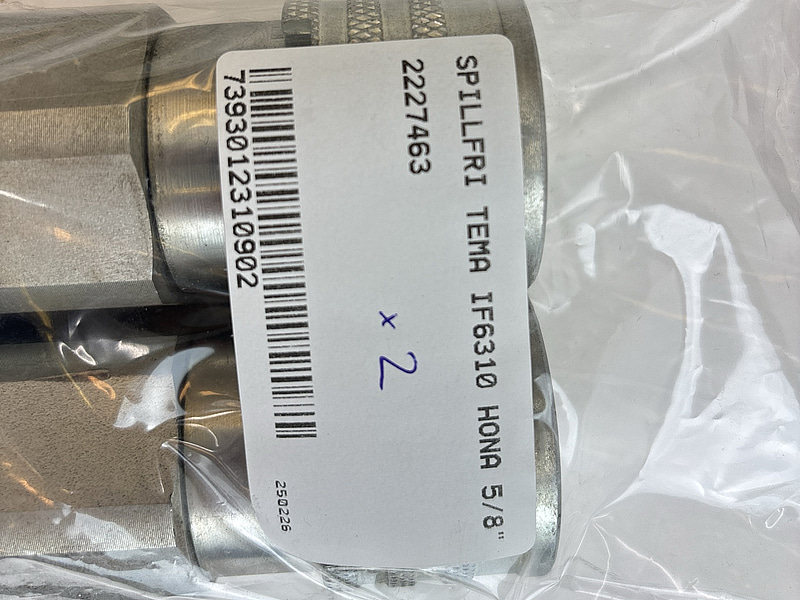 SPILLFRI TEMA IF6310 HONA 5/8"
2227463
x 2
7393012310902
250226